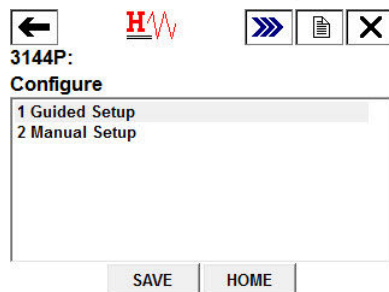 H
3144P:
Configure
1 Guided Setup
2 Manual Setup
SAVE HOME